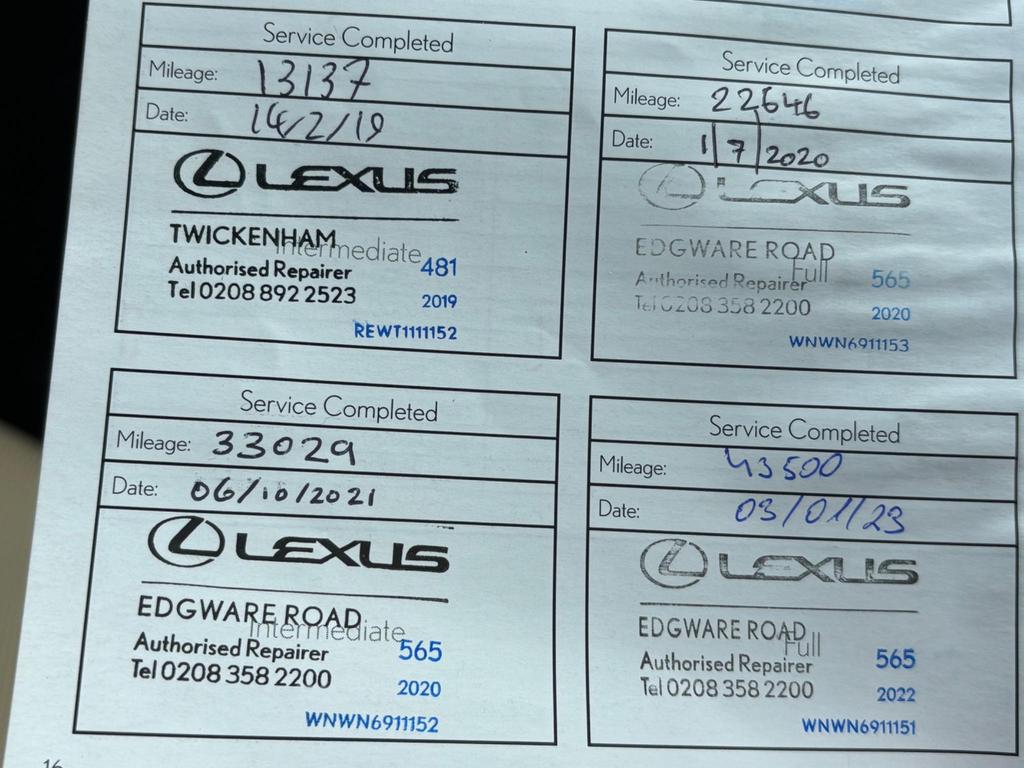 Service Completed
Mileage: 13137
Date: 14/2/19
LEXUS
TWICKENHAM
Intermediate
Authorised Repairer
481
Tel 0208 892 2523
2019
REWT1111152
Service Completed
Mileage: 22646
Date: 1/7/2020
LEXUS
EDGWARE ROAD
Full
Authorised Repairer
565
Tel 0208 358 2200
2020
WNWN6911153
Service Completed
Mileage: 33029
Date: 06/10/2021
LEXUS
EDGWARE ROAD
Intermediate
Authorised Repairer
565
Tel 0208 358 2200
2020
WNWN6911152
Service Completed
Mileage: 43500
Date: 03/01/23
LEXUS
EDGWARE ROAD
Full
Authorised Repairer
565
Tel 0208 358 2200
2022
WNWN6911151
16